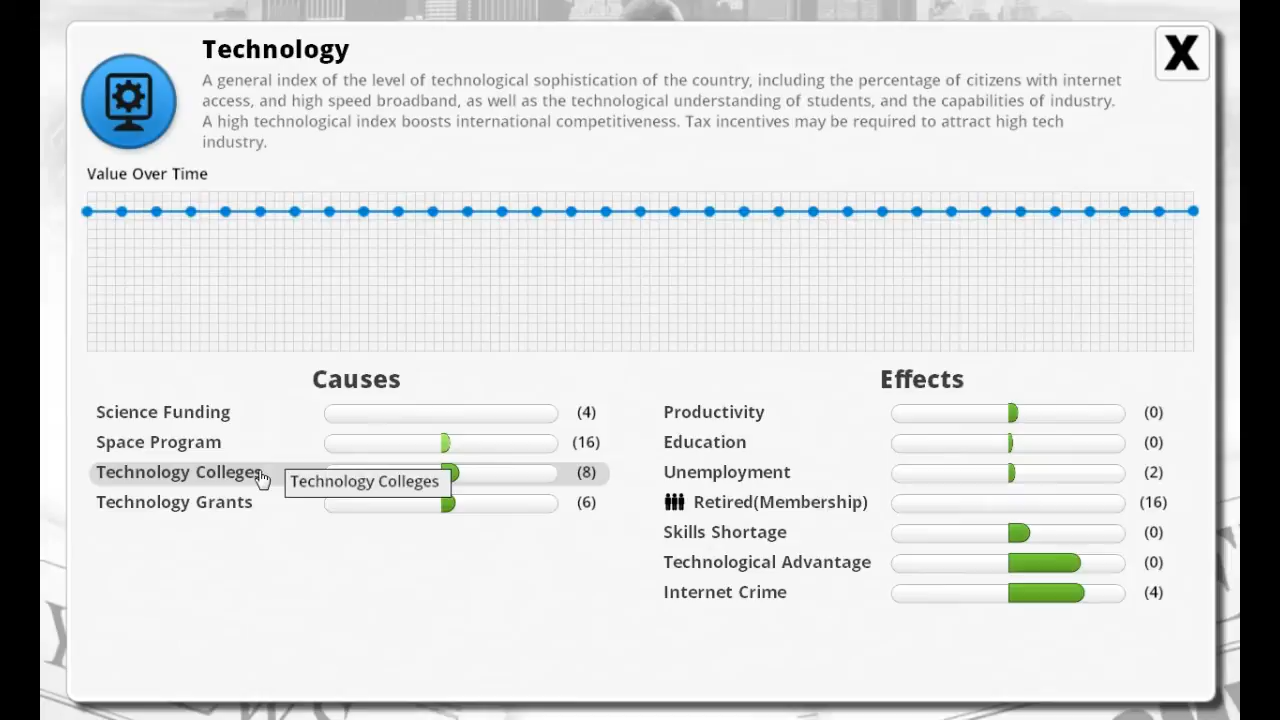 Technology
X
A general index of the level of technological sophistication of the country, including the percentage of citizens with internet
access, and high speed broadband, as well as the technological understanding of students, and the capabilities of industry.
A high technological index boosts international competitiveness. Tax incentives may be required to attract high tech
industry.
Value Over Time
Causes
Science Funding (4)
Space Program (16)
Technology Colleges (8)
Technology Colleges
Technology Grants (6)
Effects
Productivity (0)
Education (0)
Unemployment (2)
Retired(Membership) (16)
Skills Shortage (0)
Technological Advantage (0)
Internet Crime (4)